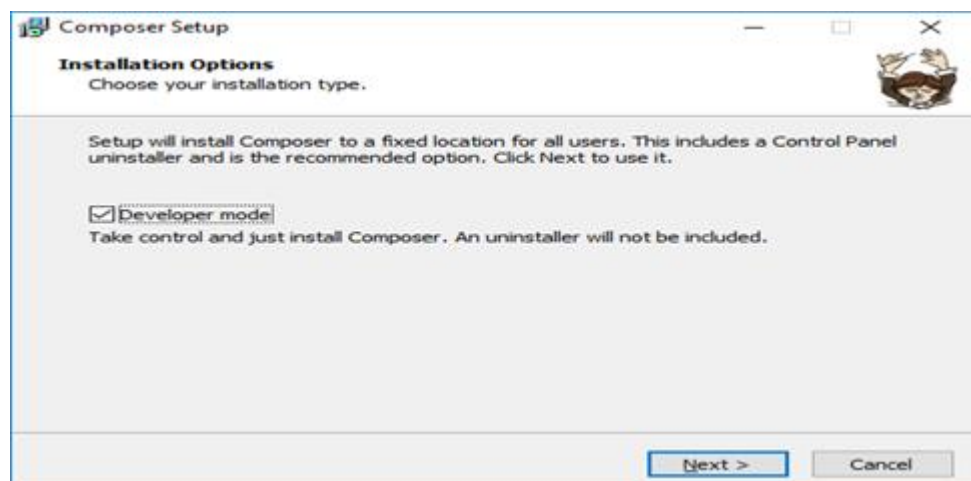 Composer Setup
Installation Options
Choose your installation type.
Setup will install Composer to a fixed location for all users. This includes a Control Panel
uninstaller and is the recommended option. Click Next to use it.
Developer mode
Take control and just install Composer. An uninstaller will not be included.
Next >
Cancel